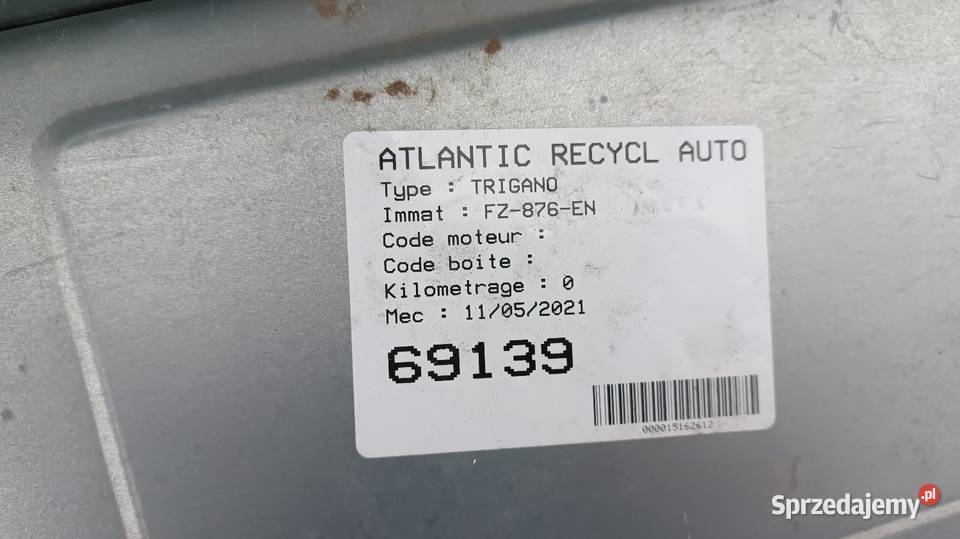 ATLANTIC RECYCL AUTO
Type : TRIGANO
Immat : FZ-876-EN
Code moteur :
Code boite :
Kilometrage : 0
Mec : 11/05/2021
69139
000015162612
Sprzedajemy.pl